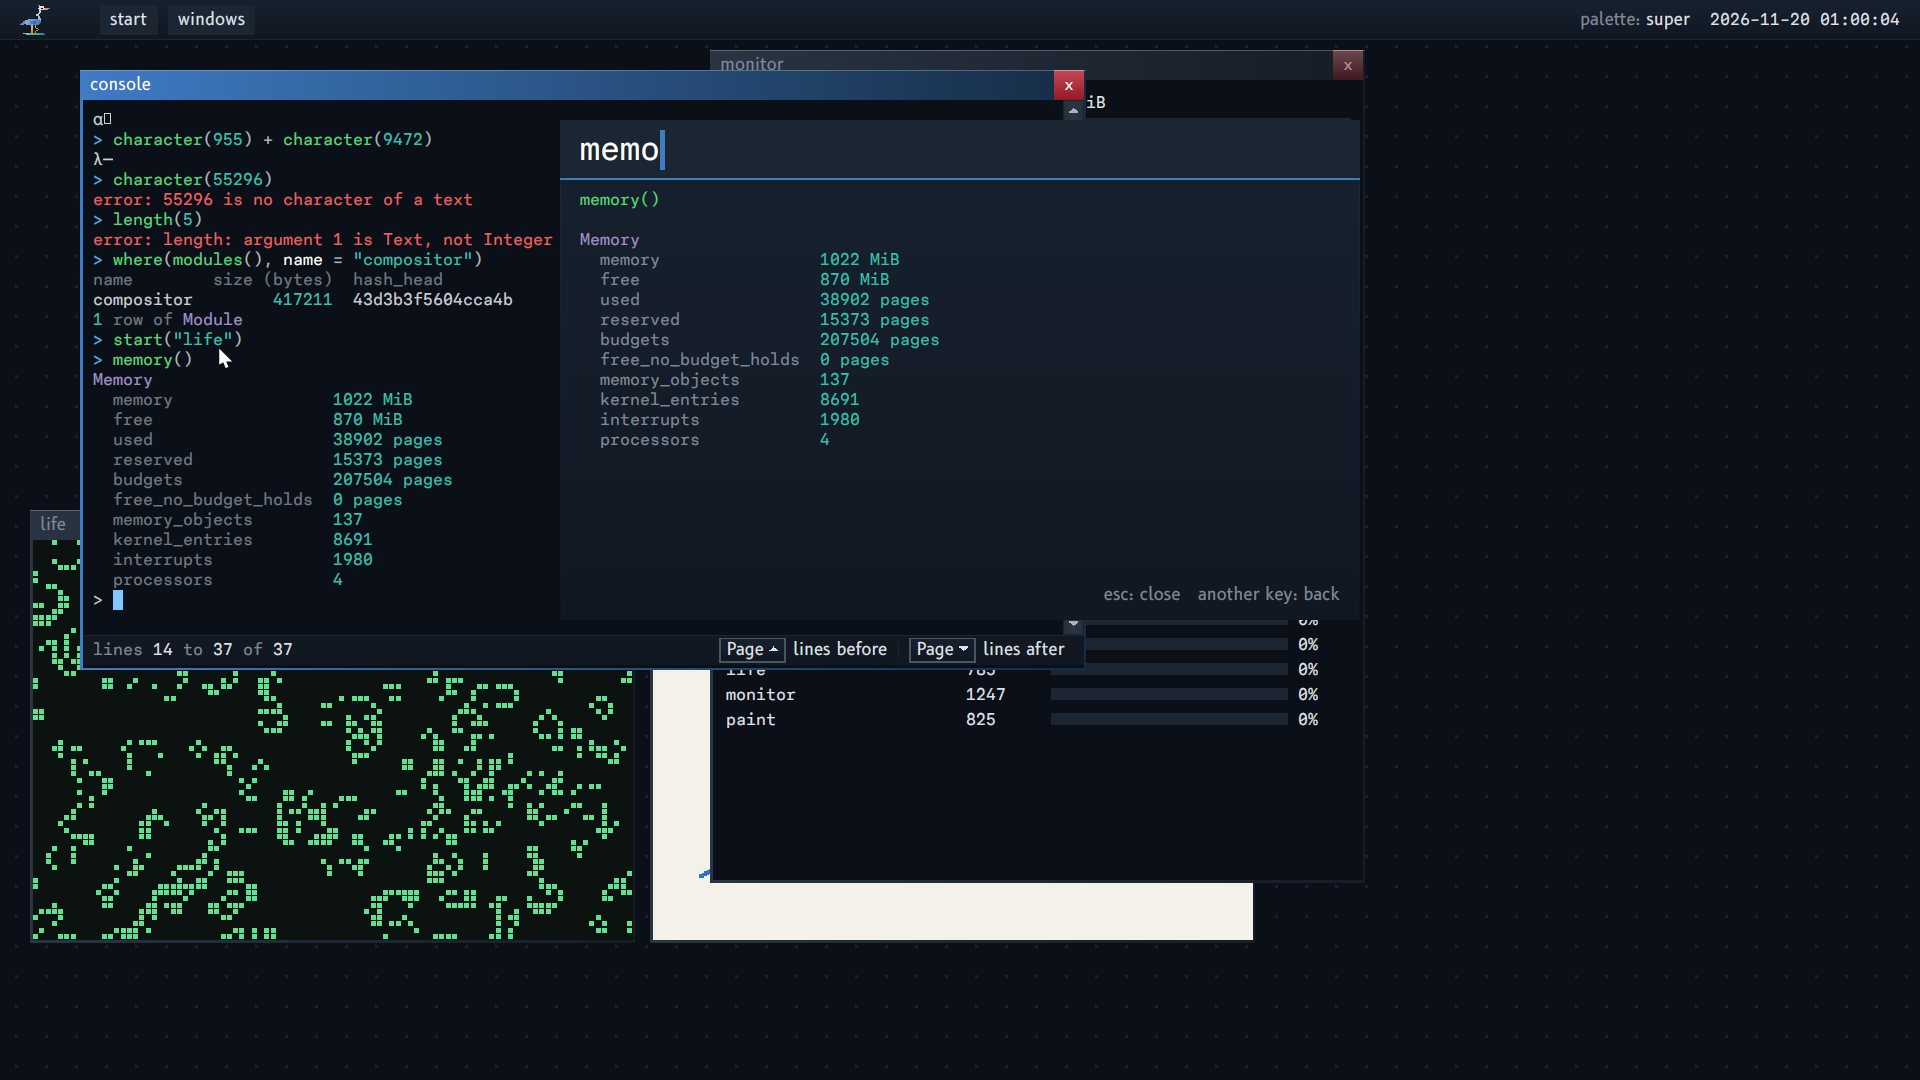 start windows palette: super 2026-11-20 01:00:04
monitor x
console x
iB
α▯
> character(955) + character(9472)
λ─
> character(55296)
error: 55296 is no character of a text
> length(5)
error: length: argument 1 is Text, not Integer
> where(modules(), name = "compositor")
name size (bytes) hash_head
compositor 417211 43d3b3f5604cca4b
1 row of Module
> start("life")
> memory()
Memory
memory 1022 MiB
free 870 MiB
used 38902 pages
reserved 15373 pages
budgets 207504 pages
free_no_budget_holds 0 pages
memory_objects 137
kernel_entries 8691
interrupts 1980
processors 4
>
lines 14 to 37 of 37 Page lines before Page lines after
memo
memory()
Memory
memory 1022 MiB
free 870 MiB
used 38902 pages
reserved 15373 pages
budgets 207504 pages
free_no_budget_holds 0 pages
memory_objects 137
kernel_entries 8691
interrupts 1980
processors 4
esc: close another key: back
life
0%
0%
life 785 0%
monitor 1247 0%
paint 825 0%